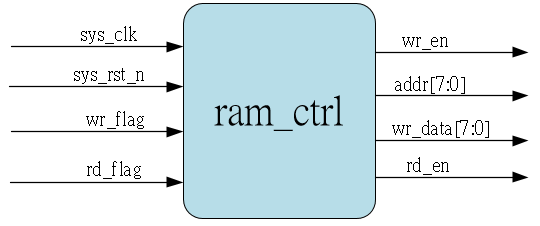 sys_clk
sys_rst_n
wr_flag
rd_flag
ram_ctrl
wr_en
addr[7:0]
wr_data[7:0]
rd_en